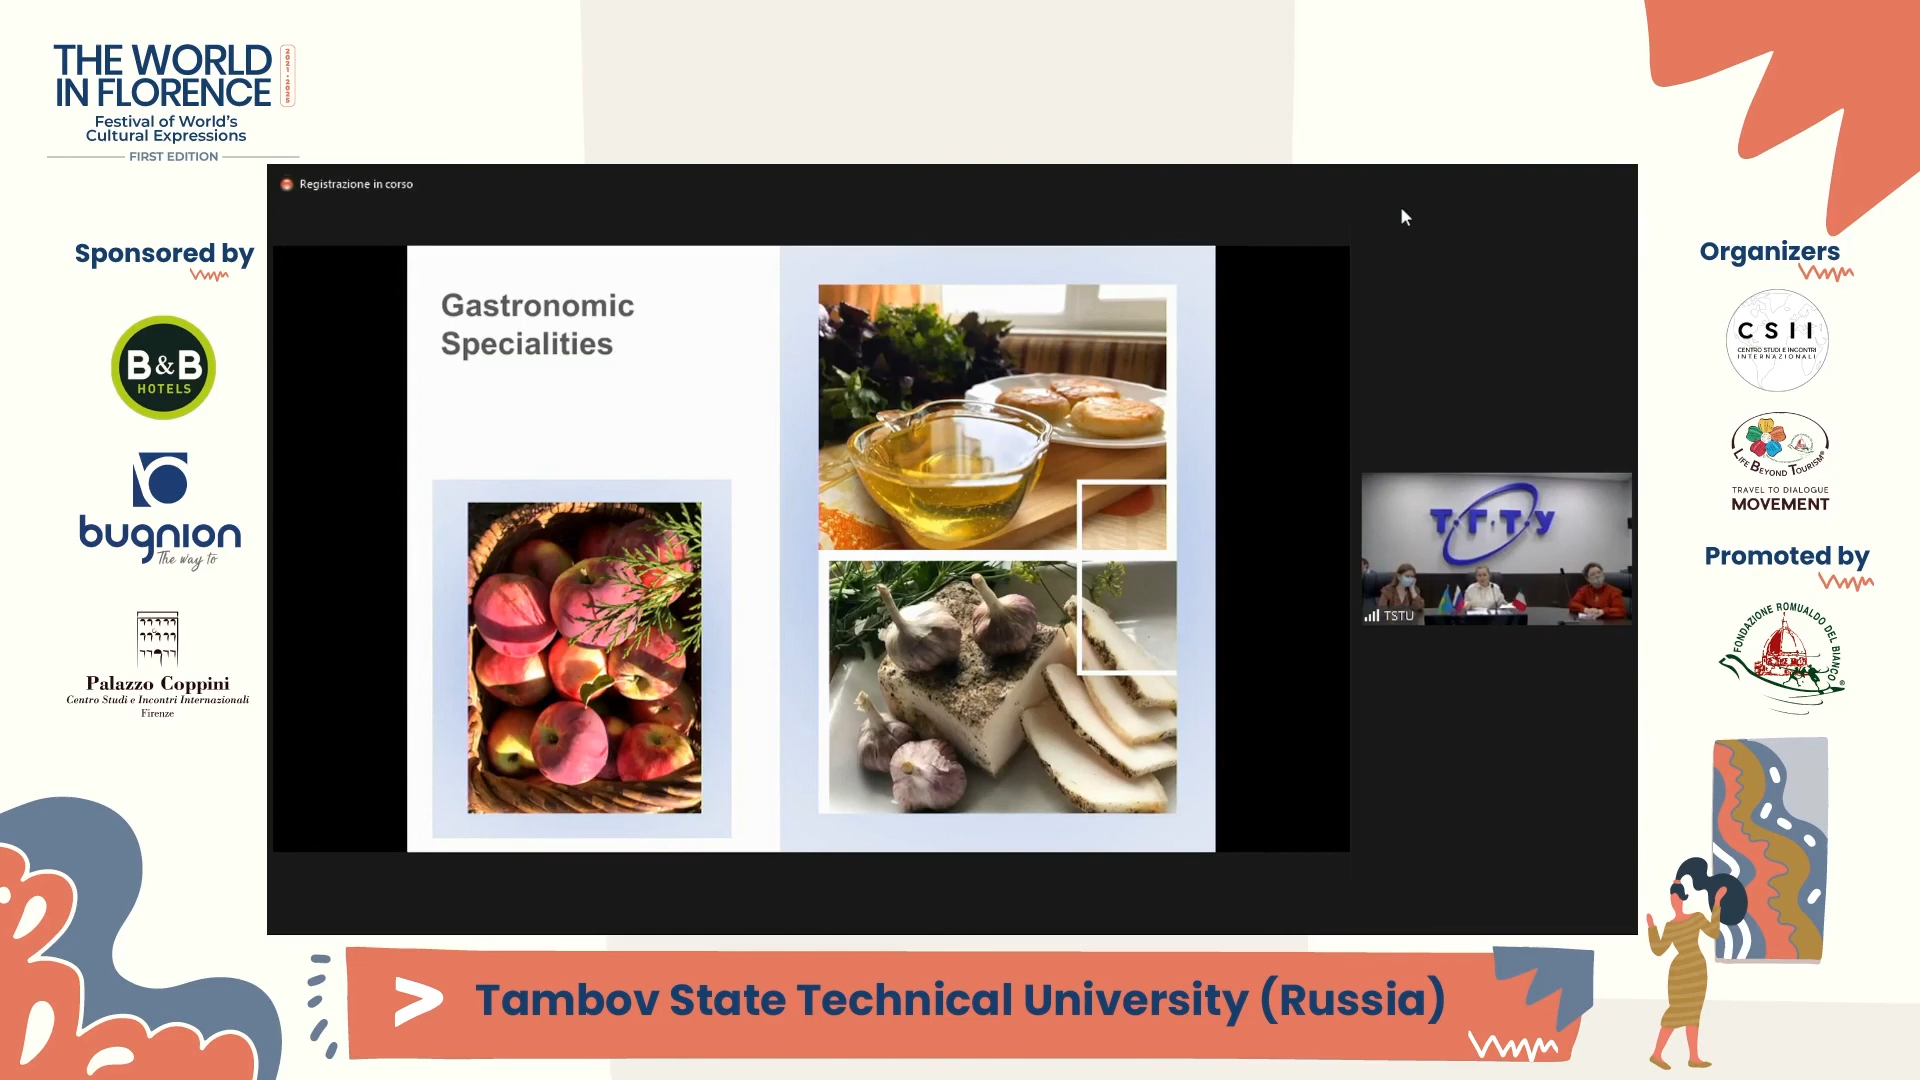 THE WORLD
IN FLORENCE
2021-2025
Festival of World's
Cultural Expressions
FIRST EDITION
Registrazione in corso
Sponsored by
B&B
HOTELS
bugnion
The way to
Palazzo Coppini
Centro Studi e Incontri Internazionali
Firenze
Gastronomic
Specialities
Т·Г·Т·У
TSTU
Organizers
CSII
CENTRO STUDI E INCONTRI
INTERNAZIONALI
LIFE BEYOND TOURISM®
TRAVEL TO DIALOGUE
MOVEMENT
Promoted by
FONDAZIONE ROMUALDO DEL BIANCO®
> Tambov State Technical University (Russia)